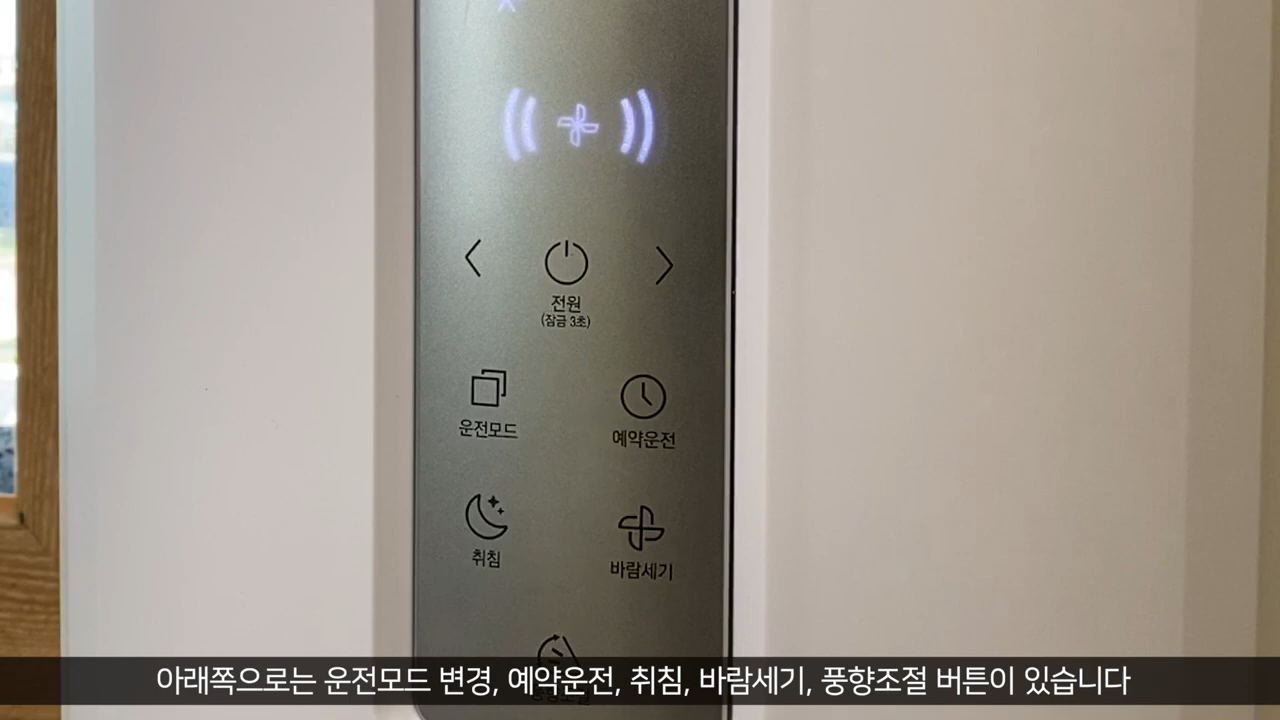 전원
(잠금 3초)
운전모드
예약운전
취침
바람세기
아래쪽으로는 운전모드 변경, 예약운전, 취침, 바람세기, 풍향조절 버튼이 있습니다